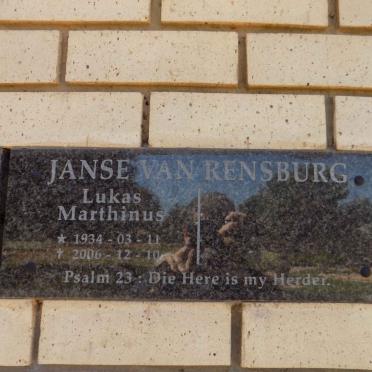 JANSE VAN RENSBURG
Lukas
Marthinus
★ 1934 - 03 - 11
† 2006 - 12 - 10
Psalm 23 : Die Here is my Herder.